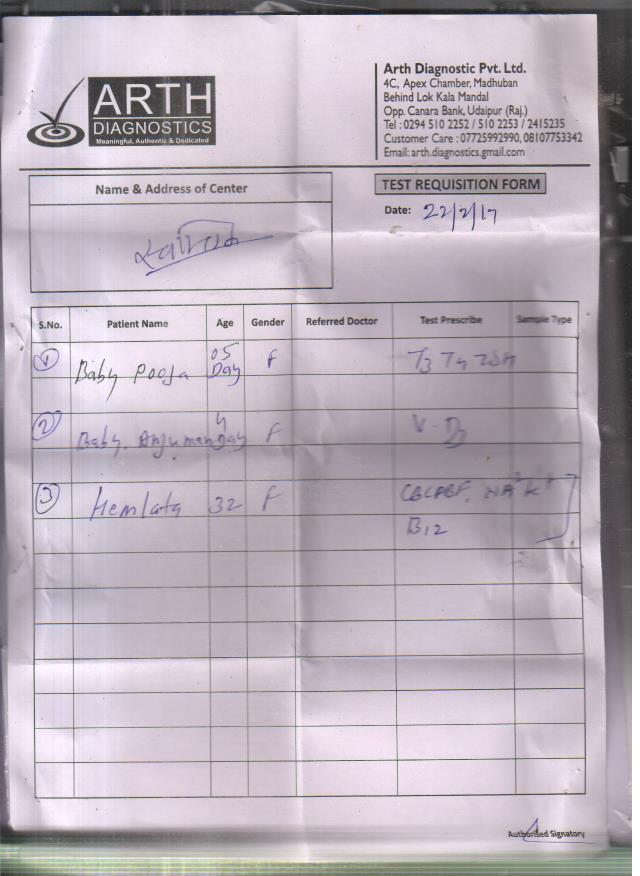 ARTH
DIAGNOSTICS
Meaningful, Authentic & Dedicated
Arth Diagnostic Pvt. Ltd.
4C, Apex Chamber, Madhuban
Behind Lok Kala Mandal
Opp. Canara Bank, Udaipur (Raj.)
Tel : 0294 510 2252 / 510 2253 / 2415235
Customer Care : 07725992990, 08107753342
Email: arth.diagnostics.gmail.com
Name & Address of Center
TEST REQUISITION FORM
Date: 22/2/17
S.No. Patient Name Age Gender Referred Doctor Test Prescribe Sample Type
1 Baby Pooja 05 Day F T3 T4 TSH
2 Baby. Anjuman 4 Day F V-D3
3 Hemlata 32 F CBC PBF, NA+ K+
B12
Authorised Signatory